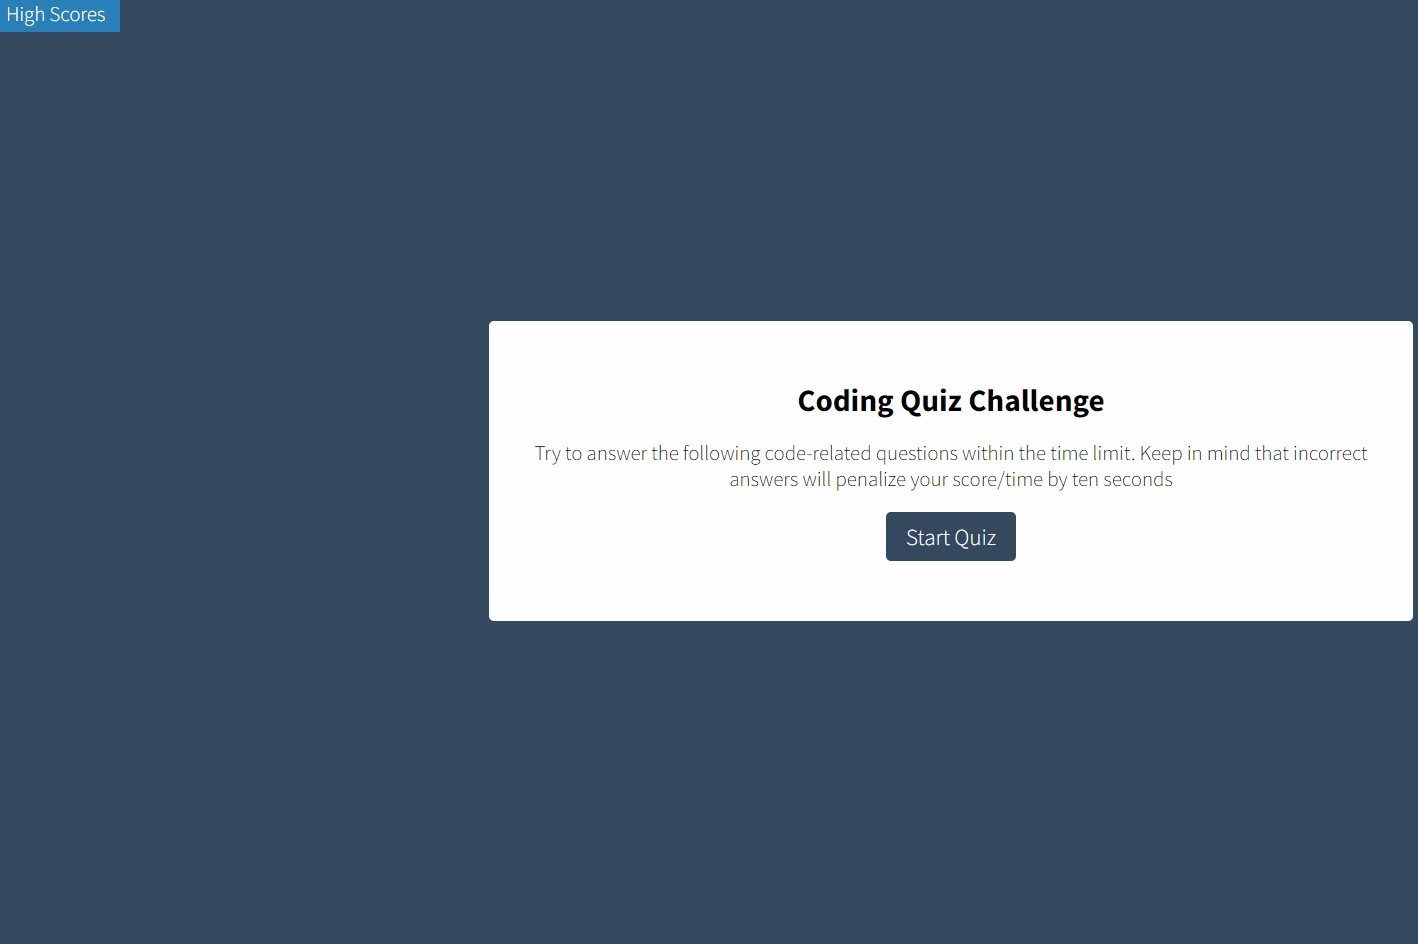 High Scores
Coding Quiz Challenge
Try to answer the following code-related questions within the time limit. Keep in mind that incorrect
answers will penalize your score/time by ten seconds
Start Quiz